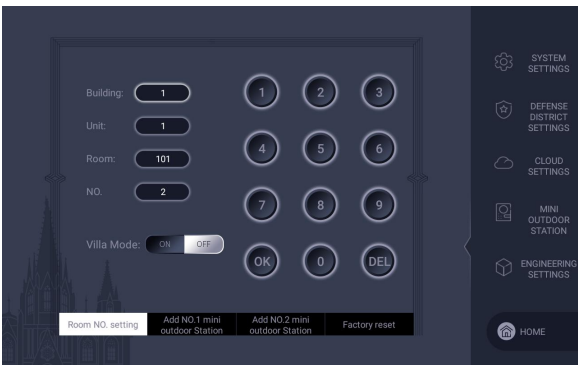 Building: 1
Unit: 1
Room: 101
NO. 2
Villa Mode: ON OFF
1 2 3
4 5 6
7 8 9
OK 0 DEL
Room NO. setting
Add NO.1 mini
outdoor Station
Add NO.2 mini
outdoor Station
Factory reset
SYSTEM
SETTINGS
DEFENSE
DISTRICT
SETTINGS
CLOUD
SETTINGS
MINI
OUTDOOR
STATION
ENGINEERING
SETTINGS
HOME